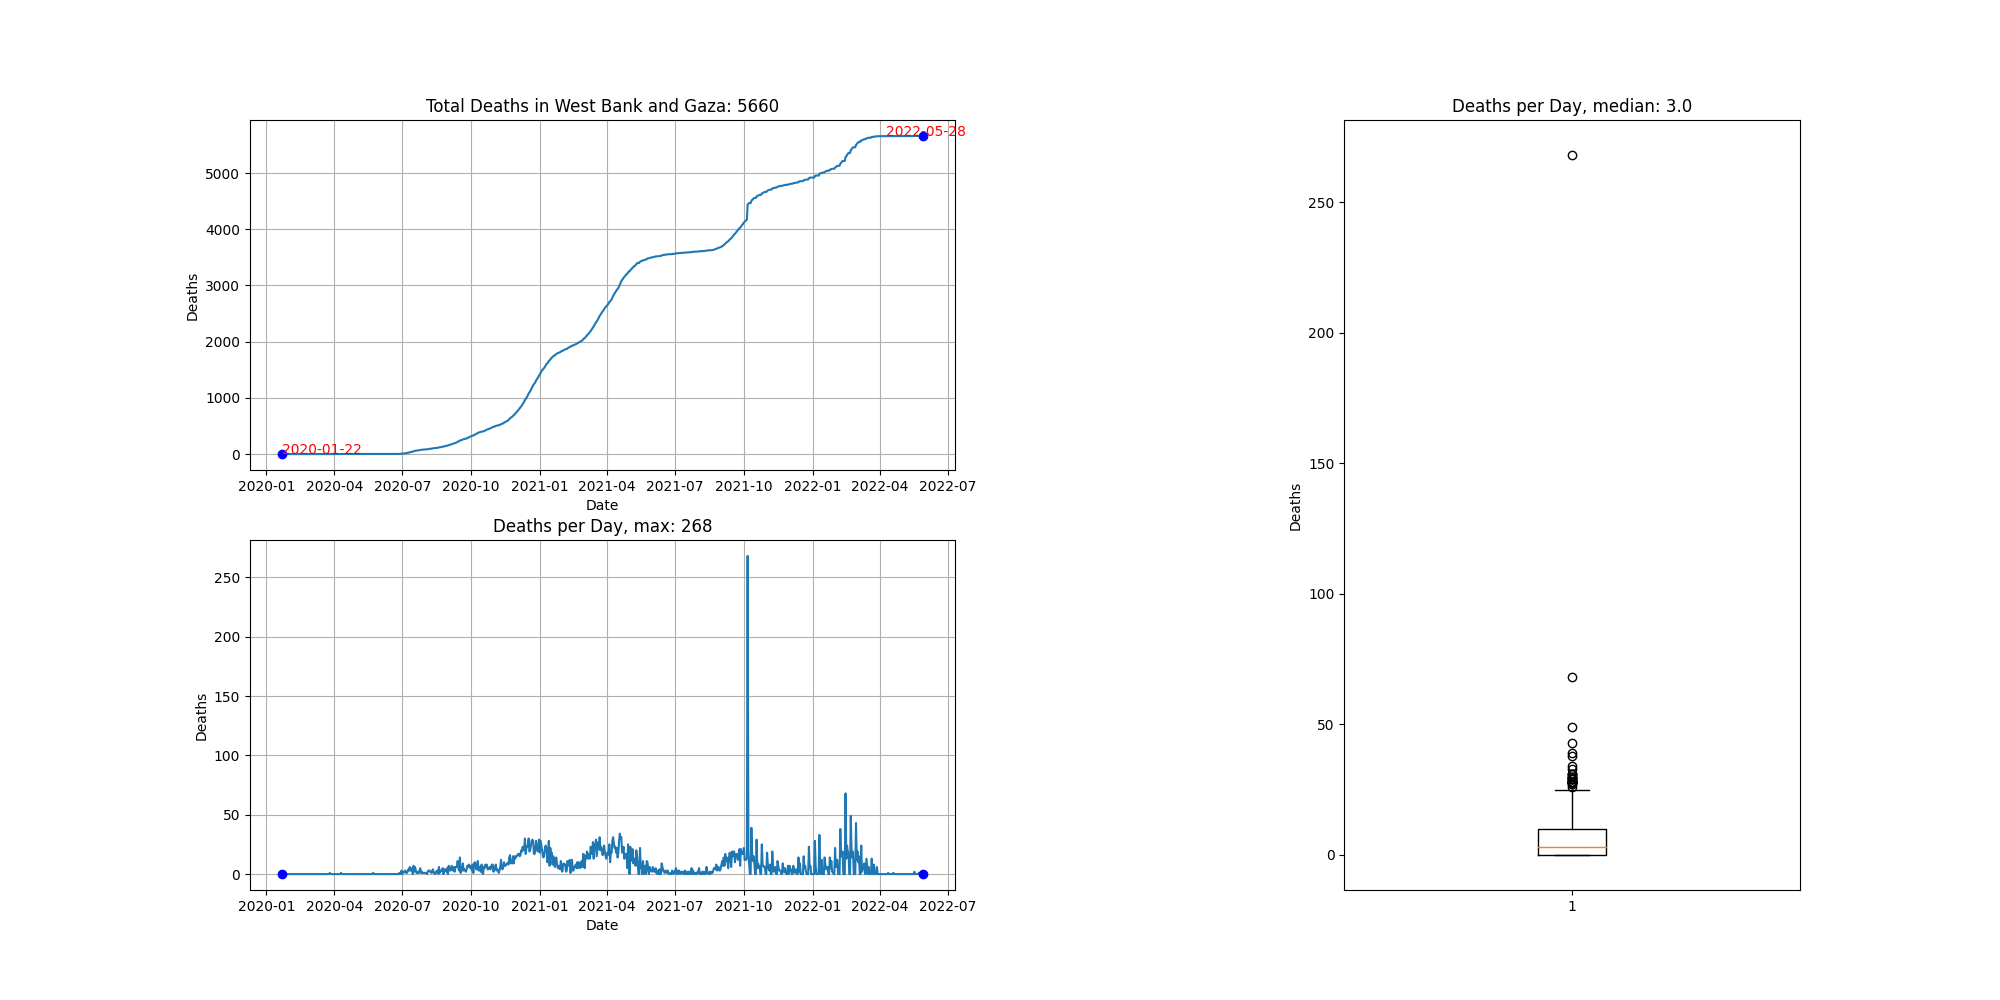 Total Deaths in West Bank and Gaza: 5660
Deaths
5000
4000
3000
2000
1000
0
2020-01-22
2022-05-28
2020-01 2020-04 2020-07 2020-10 2021-01 2021-04 2021-07 2021-10 2022-01 2022-04 2022-07
Date
Deaths per Day, max: 268
Deaths
250
200
150
100
50
0
2020-01 2020-04 2020-07 2020-10 2021-01 2021-04 2021-07 2021-10 2022-01 2022-04 2022-07
Date
Deaths per Day, median: 3.0
Deaths
250
200
150
100
50
0
1